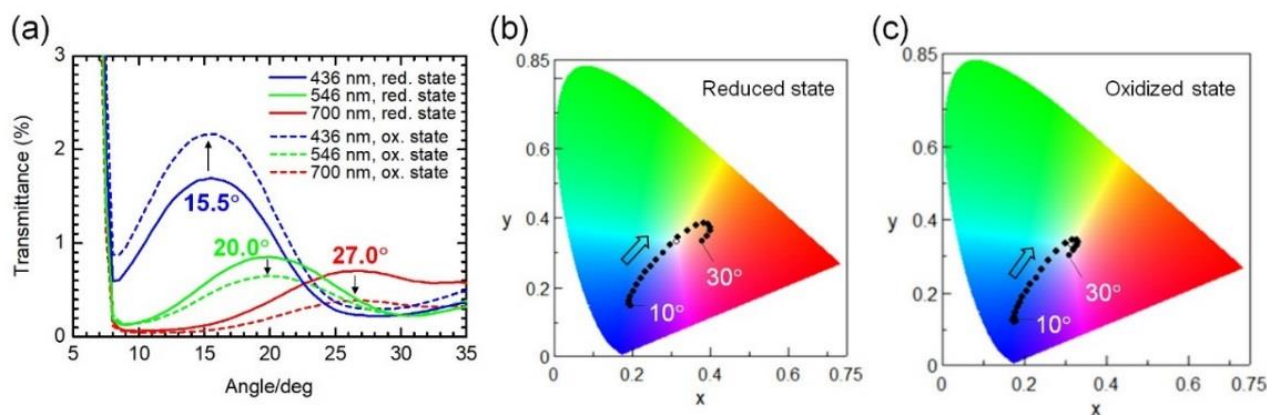 (a)
3
2
1
0
Transmittance (%)
5 10 15 20 25 30 35
Angle/deg
436 nm, red. state
546 nm, red. state
700 nm, red. state
436 nm, ox. state
546 nm, ox. state
700 nm, ox. state
15.5°
20.0°
27.0°
(b)
0.85
0.6
y 0.4
0.2
0
0 0.2 0.4 0.6 0.75
x
Reduced state
30°
10°
(c)
0.85
0.6
y 0.4
0.2
0
0 0.2 0.4 0.6 0.75
x
Oxidized state
30°
10°